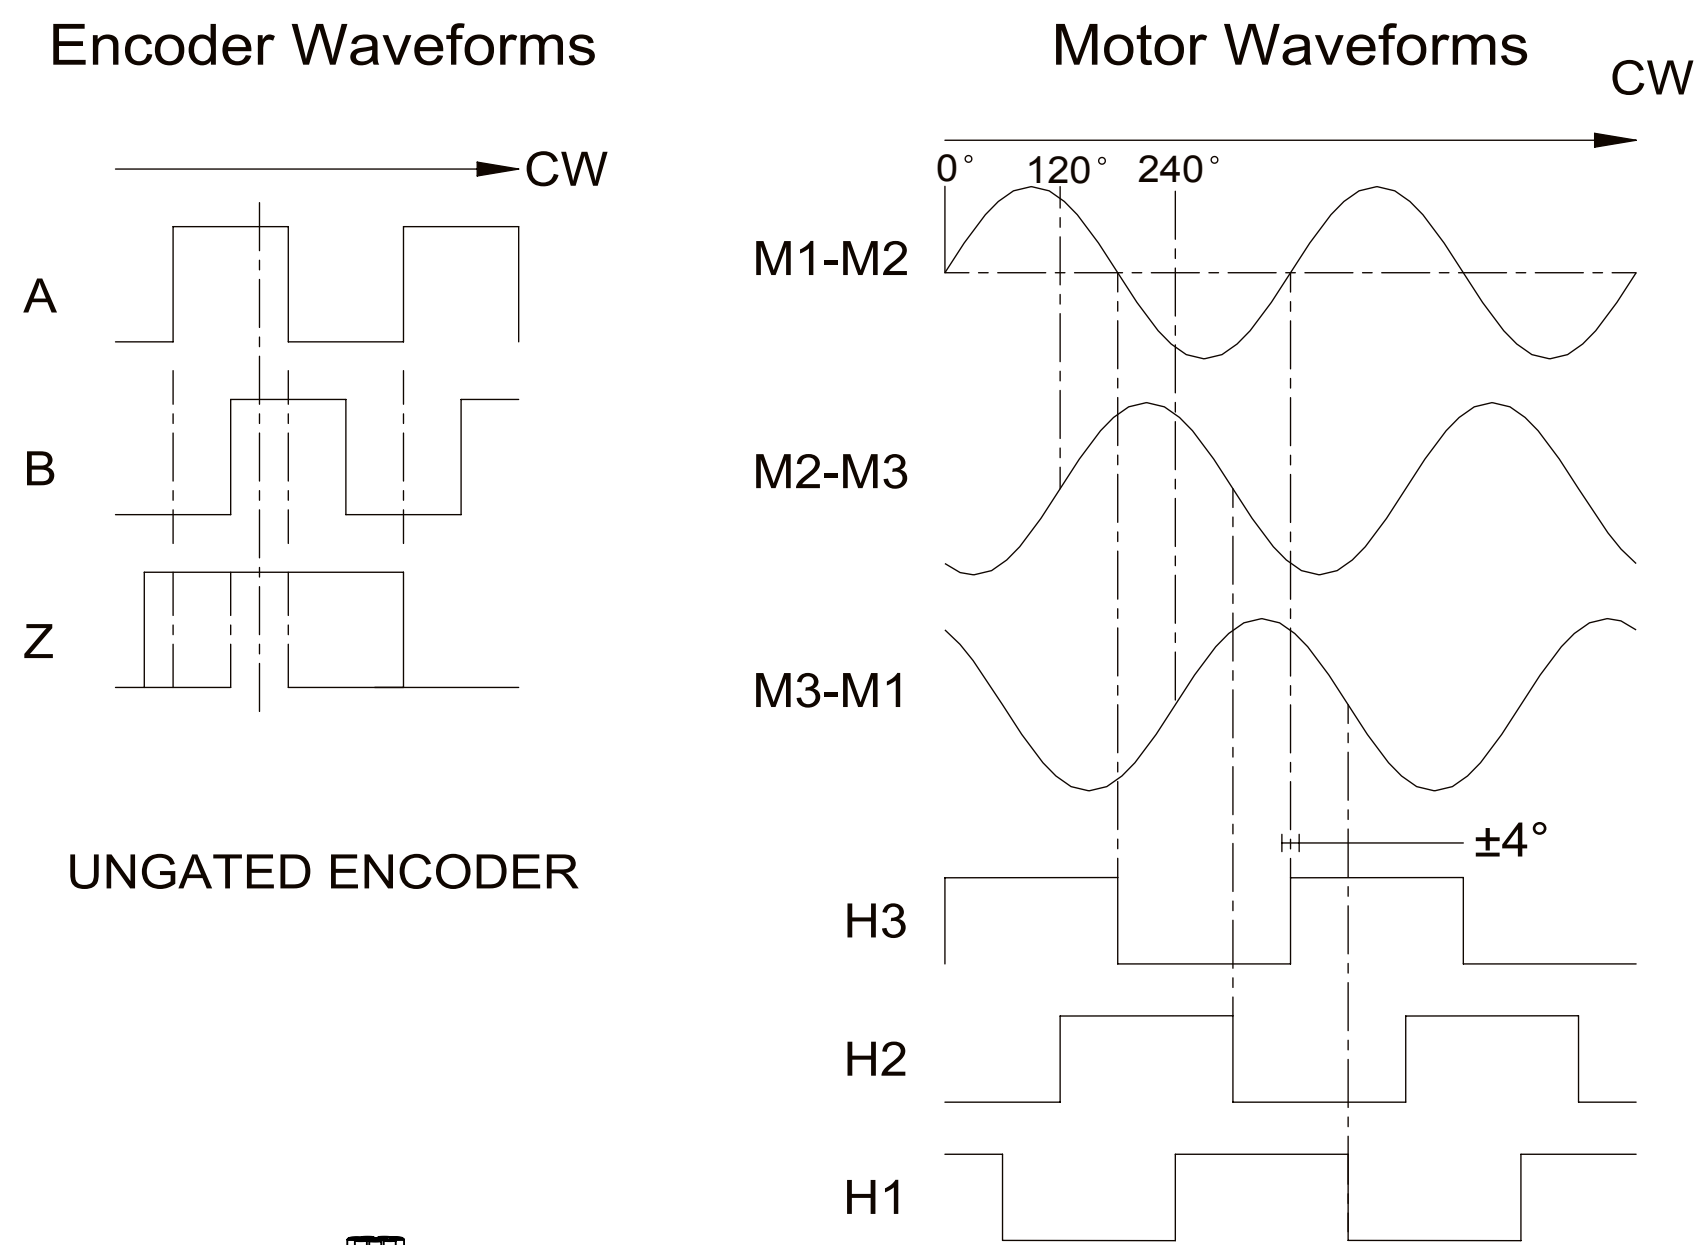 Encoder Waveforms
CW
A
B
Z
UNGATED ENCODER
Motor Waveforms
CW
0° 120° 240°
M1-M2
M2-M3
M3-M1
±4°
H3
H2
H1